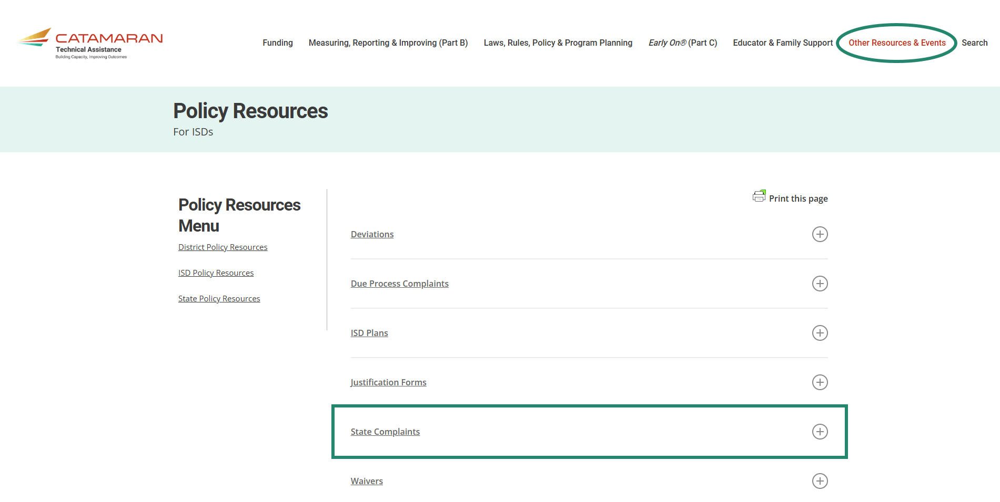 CATAMARAN
Technical Assistance
Building Capacity, Improving Outcomes
Funding
Measuring, Reporting & Improving (Part B)
Laws, Rules, Policy & Program Planning
Early On® (Part C)
Educator & Family Support
Other Resources & Events
Search
Policy Resources
For ISDs
Policy Resources
Menu
District Policy Resources
ISD Policy Resources
State Policy Resources
Print this page
Deviations
Due Process Complaints
ISD Plans
Justification Forms
State Complaints
Waivers